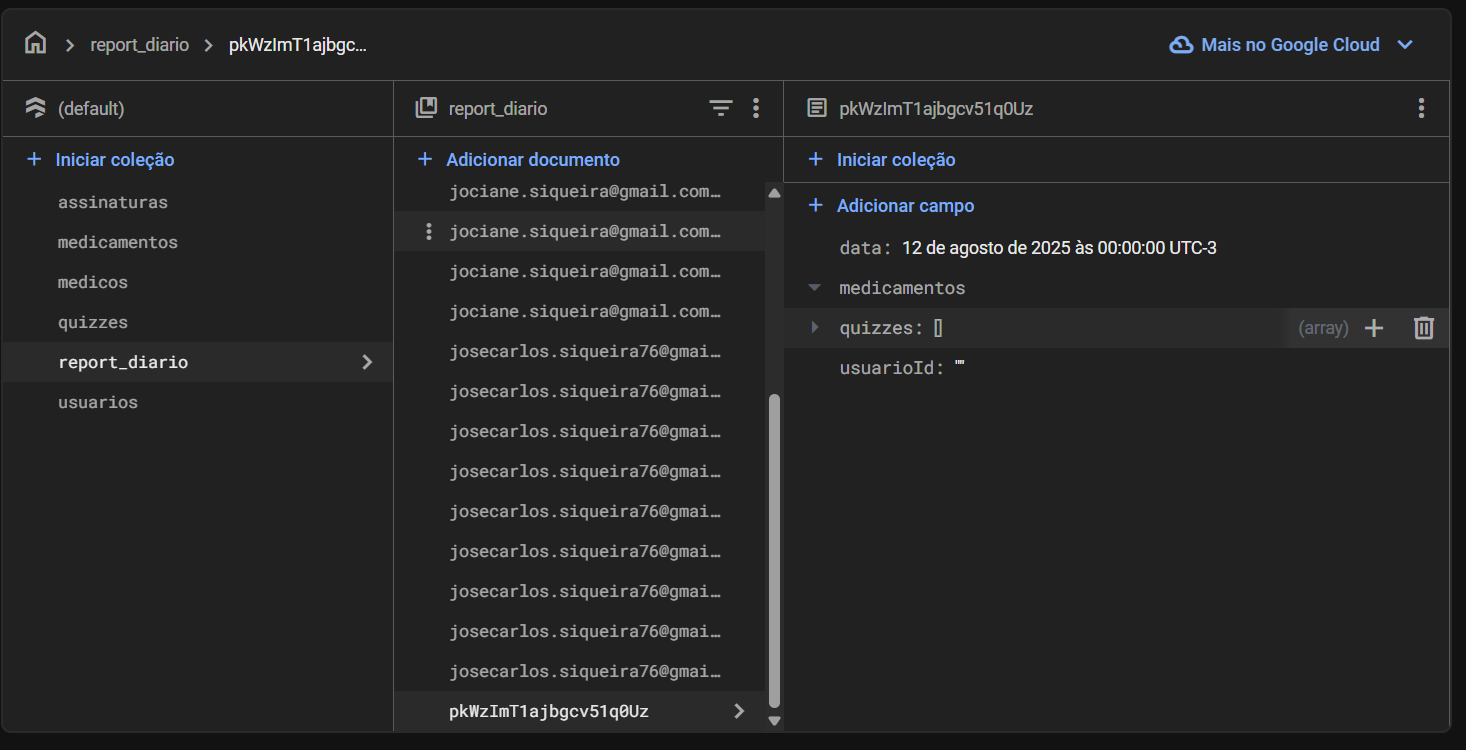 report_diario
pkWzImT1ajbgc...
Mais no Google Cloud
(default)
Iniciar coleção
assinaturas
medicamentos
medicos
quizzes
report_diario
usuarios
report_diario
Adicionar documento
jociane.siqueira@gmail.com…
jociane.siqueira@gmail.com…
jociane.siqueira@gmail.com…
jociane.siqueira@gmail.com…
josecarlos.siqueira76@gmai…
josecarlos.siqueira76@gmai…
josecarlos.siqueira76@gmai…
josecarlos.siqueira76@gmai…
josecarlos.siqueira76@gmai…
josecarlos.siqueira76@gmai…
josecarlos.siqueira76@gmai…
josecarlos.siqueira76@gmai…
josecarlos.siqueira76@gmai…
pkWzImT1ajbgcv51q0Uz
pkWzImT1ajbgcv51q0Uz
Iniciar coleção
Adicionar campo
data: 12 de agosto de 2025 às 00:00:00 UTC-3
medicamentos
quizzes: [] (array)
usuarioId: ""